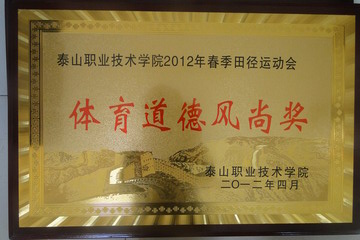 泰山职业技术学院2012年春季田径运动会
体育道德风尚奖
泰山职业技术学院
二〇一二年四月